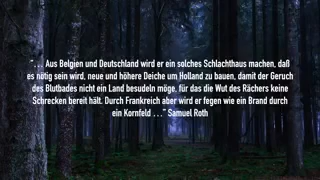 "… Aus Belgien und Deutschland wird er ein solches Schlachthaus machen, daß
es nötig sein wird, neue und höhere Deiche um Holland zu bauen, damit der Geruch
des Blutbades nicht ein Land besudeln möge, für das die Wut des Rächers keine
Schrecken bereit hält. Durch Frankreich aber wird er fegen wie ein Brand durch
ein Kornfeld …" Samuel Roth